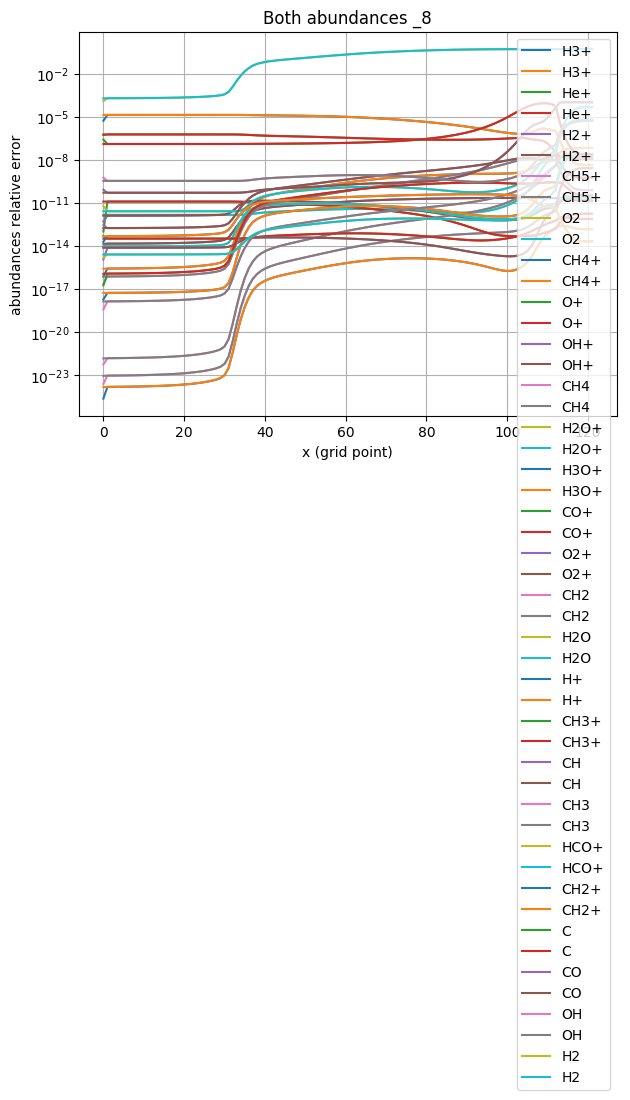 Both abundances _8
abundances relative error
10⁻²
10⁻⁵
10⁻⁸
10⁻¹¹
10⁻¹⁴
10⁻¹⁷
10⁻²⁰
10⁻²³
0 20 40 60 80 100 120
x (grid point)
H3+
H3+
He+
He+
H2+
H2+
CH5+
CH5+
O2
O2
CH4+
CH4+
O+
O+
OH+
OH+
CH4
CH4
H2O+
H2O+
H3O+
H3O+
CO+
CO+
O2+
O2+
CH2
CH2
H2O
H2O
H+
H+
CH3+
CH3+
CH
CH
CH3
CH3
HCO+
HCO+
CH2+
CH2+
C
C
CO
CO
OH
OH
H2
H2